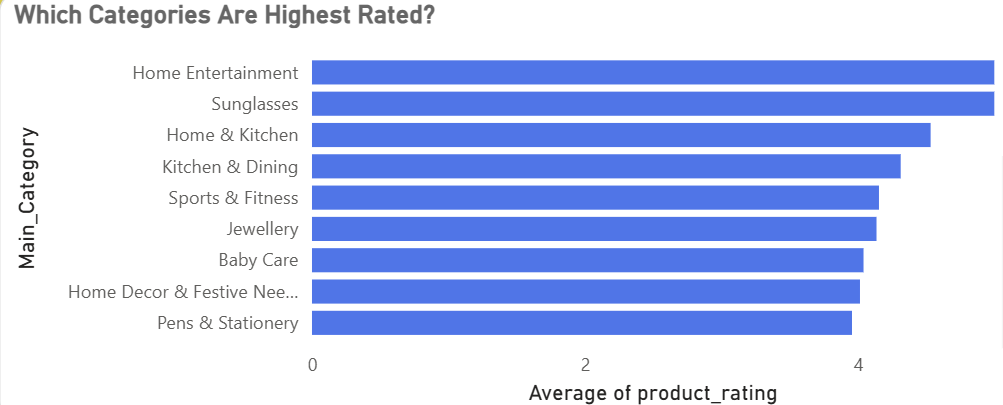 Which Categories Are Highest Rated?
Main_Category
Home Entertainment
Sunglasses
Home & Kitchen
Kitchen & Dining
Sports & Fitness
Jewellery
Baby Care
Home Decor & Festive Nee...
Pens & Stationery
0 2 4
Average of product_rating